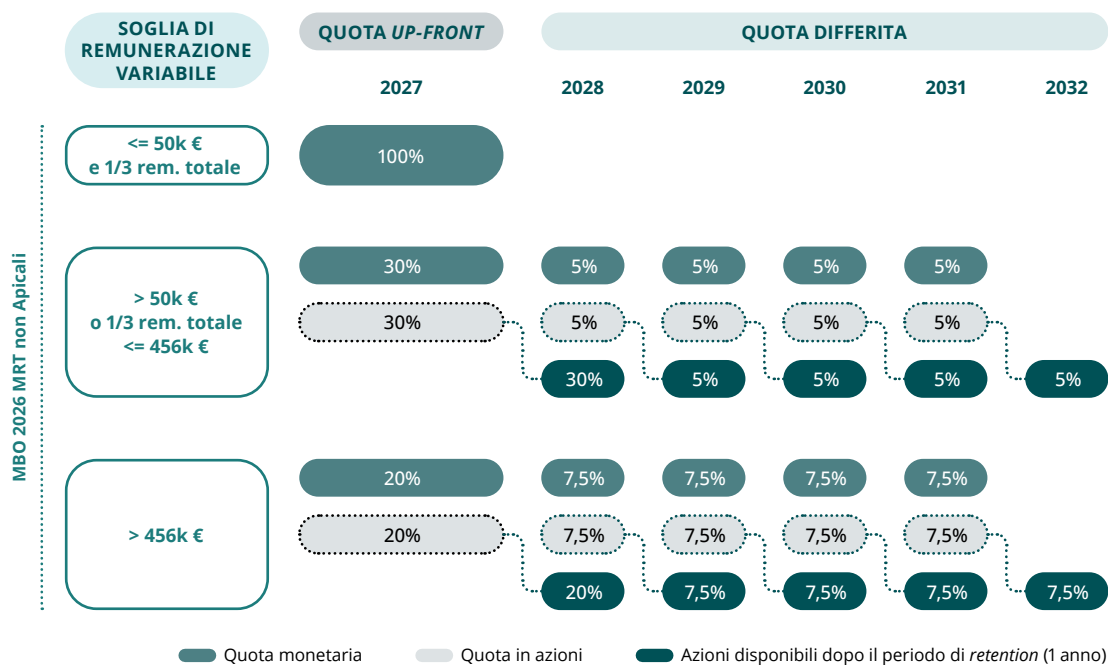 SOGLIA DI
REMUNERAZIONE
VARIABILE
QUOTA UP-FRONT
QUOTA DIFFERITA
2027
2028
2029
2030
2031
2032
MBO 2026 MRT non Apicali
<= 50k €
e 1/3 rem. totale
100%
> 50k €
o 1/3 rem. totale
<= 456k €
30%
5%
5%
5%
5%
30%
5%
5%
5%
5%
30%
5%
5%
5%
5%
> 456k €
20%
7,5%
7,5%
7,5%
7,5%
20%
7,5%
7,5%
7,5%
7,5%
20%
7,5%
7,5%
7,5%
7,5%
Quota monetaria
Quota in azioni
Azioni disponibili dopo il periodo di retention (1 anno)